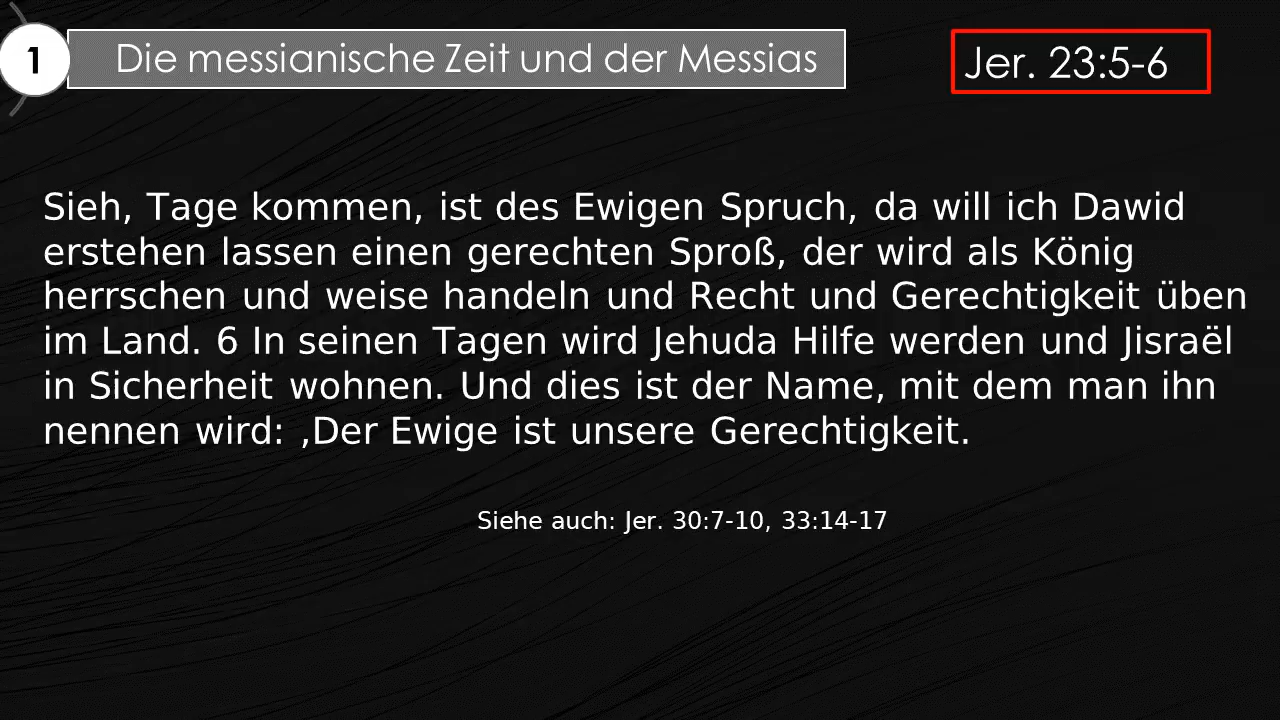 1
Die messianische Zeit und der Messias
Jer. 23:5-6
Sieh, Tage kommen, ist des Ewigen Spruch, da will ich Dawid
erstehen lassen einen gerechten Sproß, der wird als König
herrschen und weise handeln und Recht und Gerechtigkeit üben
im Land. 6 In seinen Tagen wird Jehuda Hilfe werden und Jisraël
in Sicherheit wohnen. Und dies ist der Name, mit dem man ihn
nennen wird: ‚Der Ewige ist unsere Gerechtigkeit.
Siehe auch: Jer. 30:7-10, 33:14-17